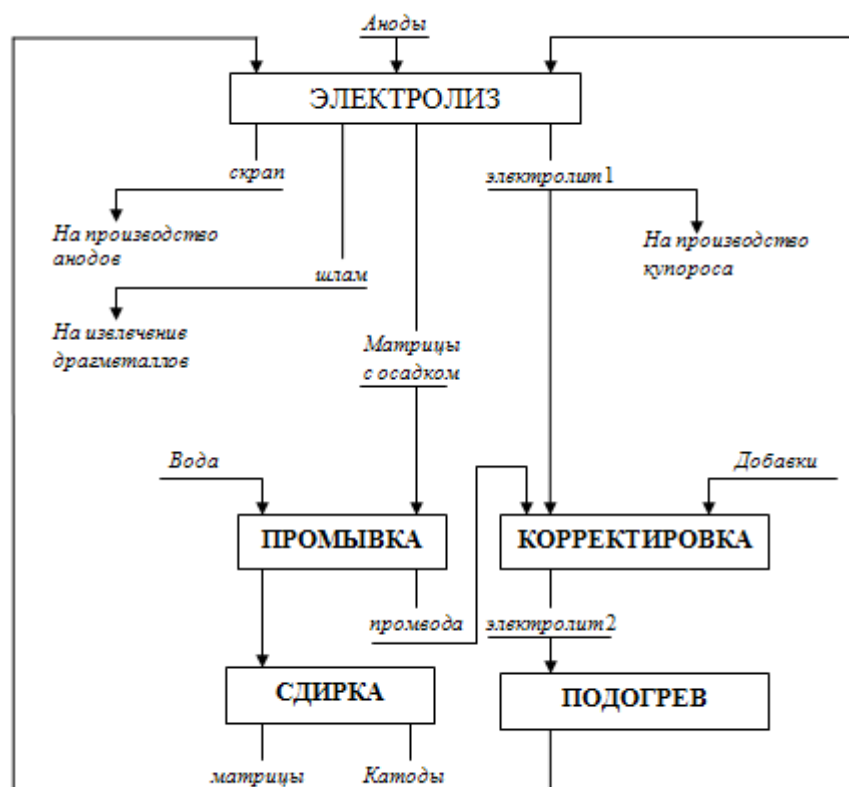 Аноды
ЭЛЕКТРОЛИЗ
скрап
электролит1
На производство
анодов
На производство
купороса
шлам
На извлечение
драгметаллов
Матрицы
с осадком
Вода
Добавки
ПРОМЫВКА
КОРРЕКТИРОВКА
промвода
электролит2
СДИРКА
ПОДОГРЕВ
матрицы
Катоды